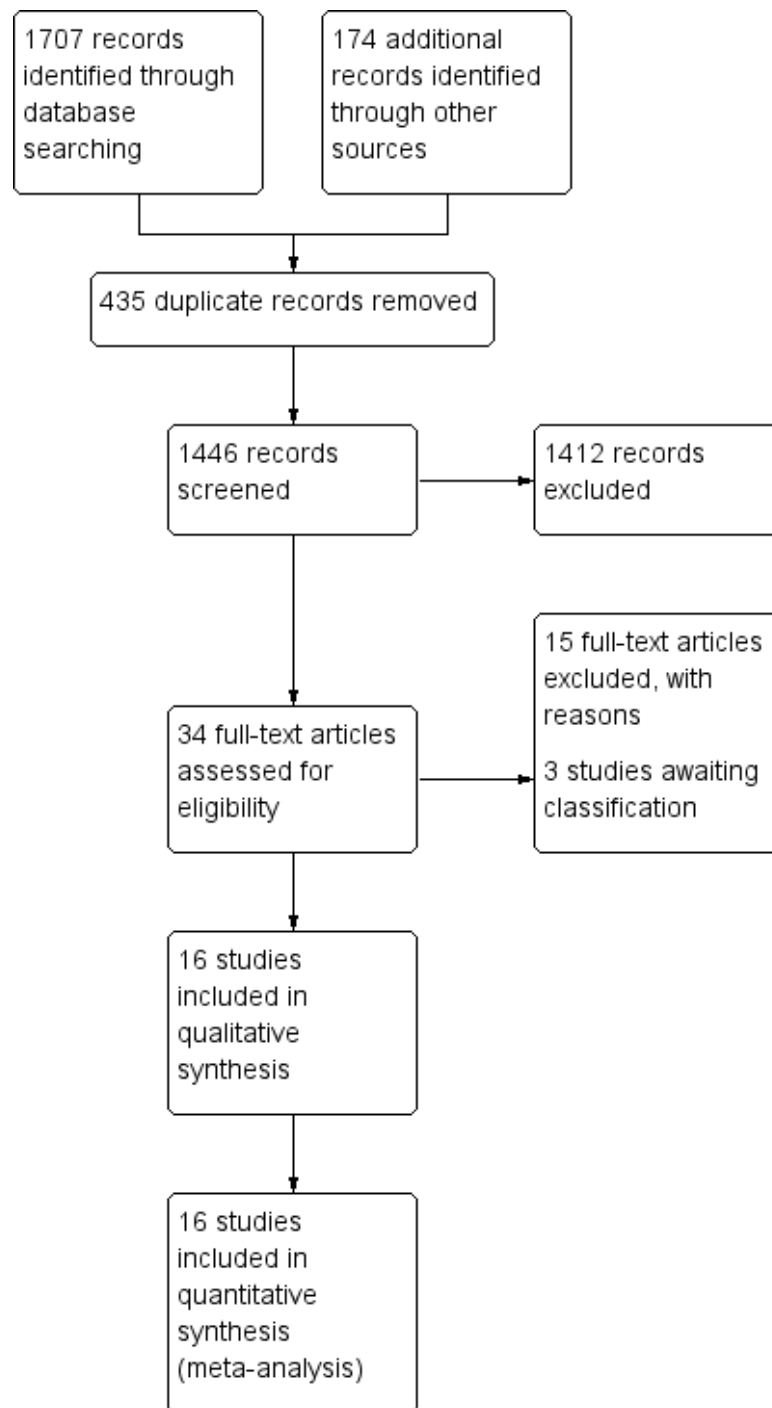 1707 records
identified through
database
searching
174 additional
records identified
through other
sources
435 duplicate records removed
1446 records
screened
1412 records
excluded
34 full-text articles
assessed for
eligibility
15 full-text articles
excluded, with
reasons
3 studies awaiting
classification
16 studies
included in
qualitative
synthesis
16 studies
included in
quantitative
synthesis
(meta-analysis)